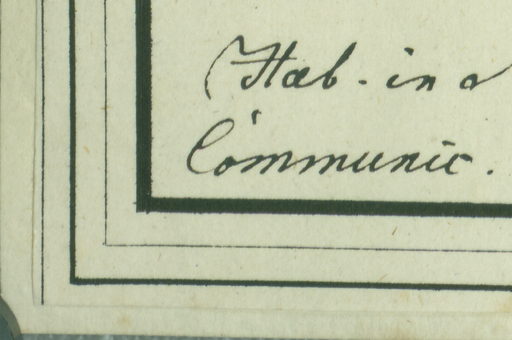 Hab. in
Communic.